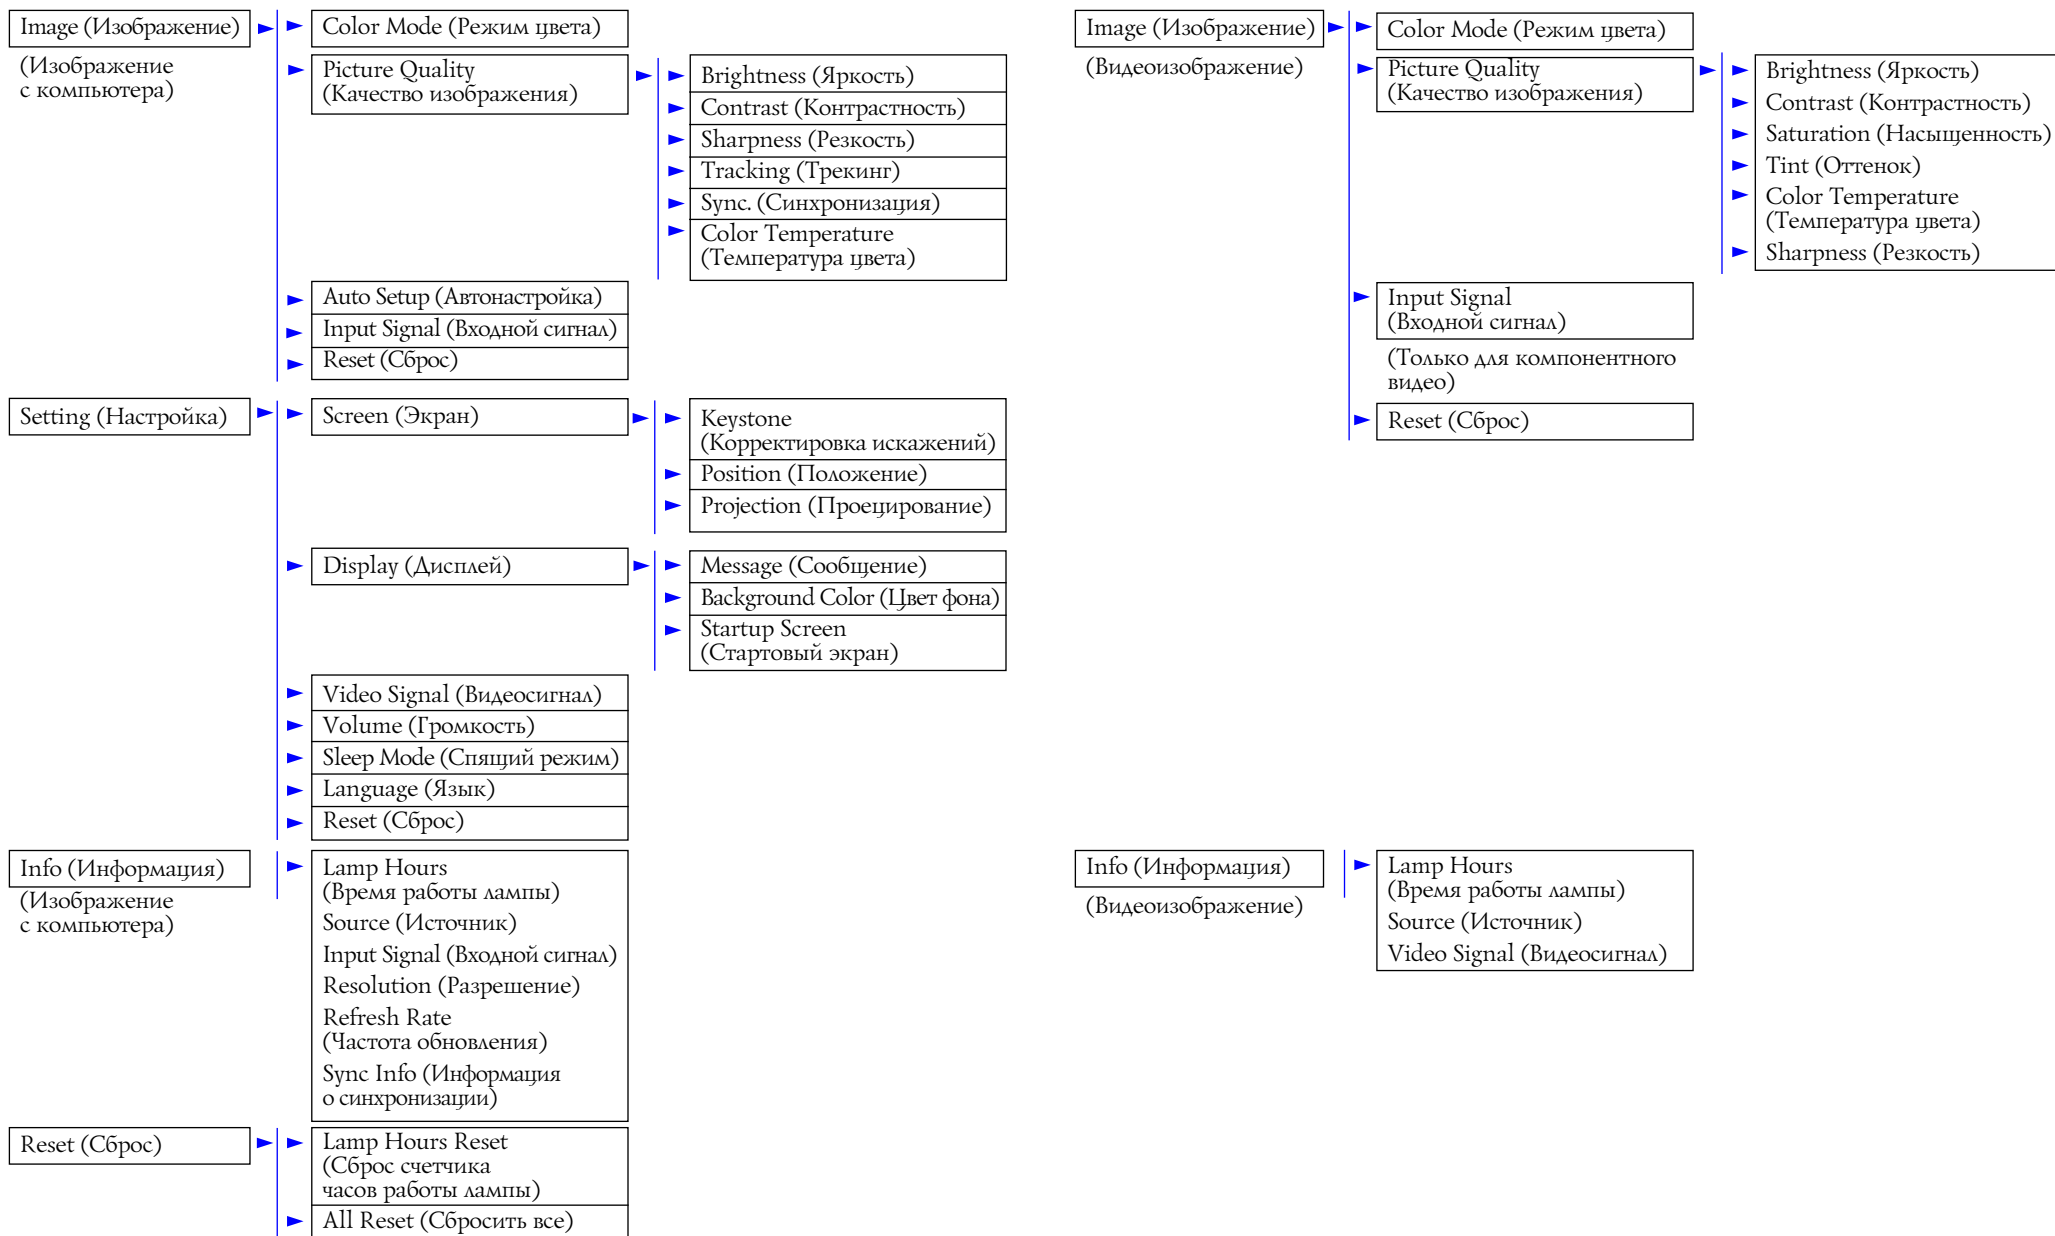 Image (Изображение)
(Изображение
с компьютера)
Color Mode (Режим цвета)
Picture Quality
(Качество изображения)
Brightness (Яркость)
Contrast (Контрастность)
Sharpness (Резкость)
Tracking (Трекинг)
Sync. (Синхронизация)
Color Temperature
(Температура цвета)
Auto Setup (Автонастройка)
Input Signal (Входной сигнал)
Reset (Сброс)
Image (Изображение)
(Видеоизображение)
Color Mode (Режим цвета)
Picture Quality
(Качество изображения)
Brightness (Яркость)
Contrast (Контрастность)
Saturation (Насыщенность)
Tint (Оттенок)
Color Temperature
(Температура цвета)
Sharpness (Резкость)
Input Signal
(Входной сигнал)
(Только для компонентного
видео)
Reset (Сброс)
Setting (Настройка)
Screen (Экран)
Keystone
(Корректировка искажений)
Position (Положение)
Projection (Проецирование)
Display (Дисплей)
Message (Сообщение)
Background Color (Цвет фона)
Startup Screen
(Стартовый экран)
Video Signal (Видеосигнал)
Volume (Громкость)
Sleep Mode (Спящий режим)
Language (Язык)
Reset (Сброс)
Info (Информация)
(Изображение
с компьютера)
Lamp Hours
(Время работы лампы)
Source (Источник)
Input Signal (Входной сигнал)
Resolution (Разрешение)
Refresh Rate
(Частота обновления)
Sync Info (Информация
о синхронизации)
Info (Информация)
(Видеоизображение)
Lamp Hours
(Время работы лампы)
Source (Источник)
Video Signal (Видеосигнал)
Reset (Сброс)
Lamp Hours Reset
(Сброс счетчика
часов работы лампы)
All Reset (Сбросить все)